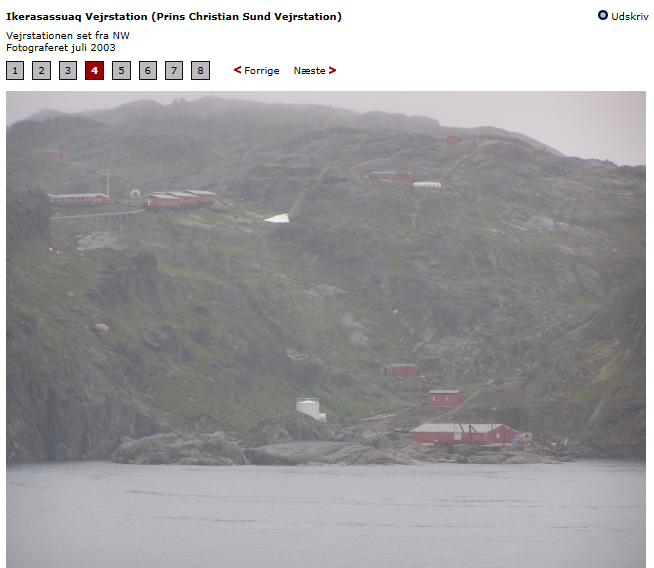 Ikerasassuaq Vejrstation (Prins Christian Sund Vejrstation)
Udskriv
Vejrstationen set fra NW
Fotograferet juli 2003
1 2 3 4 5 6 7 8 < Forrige Næste >